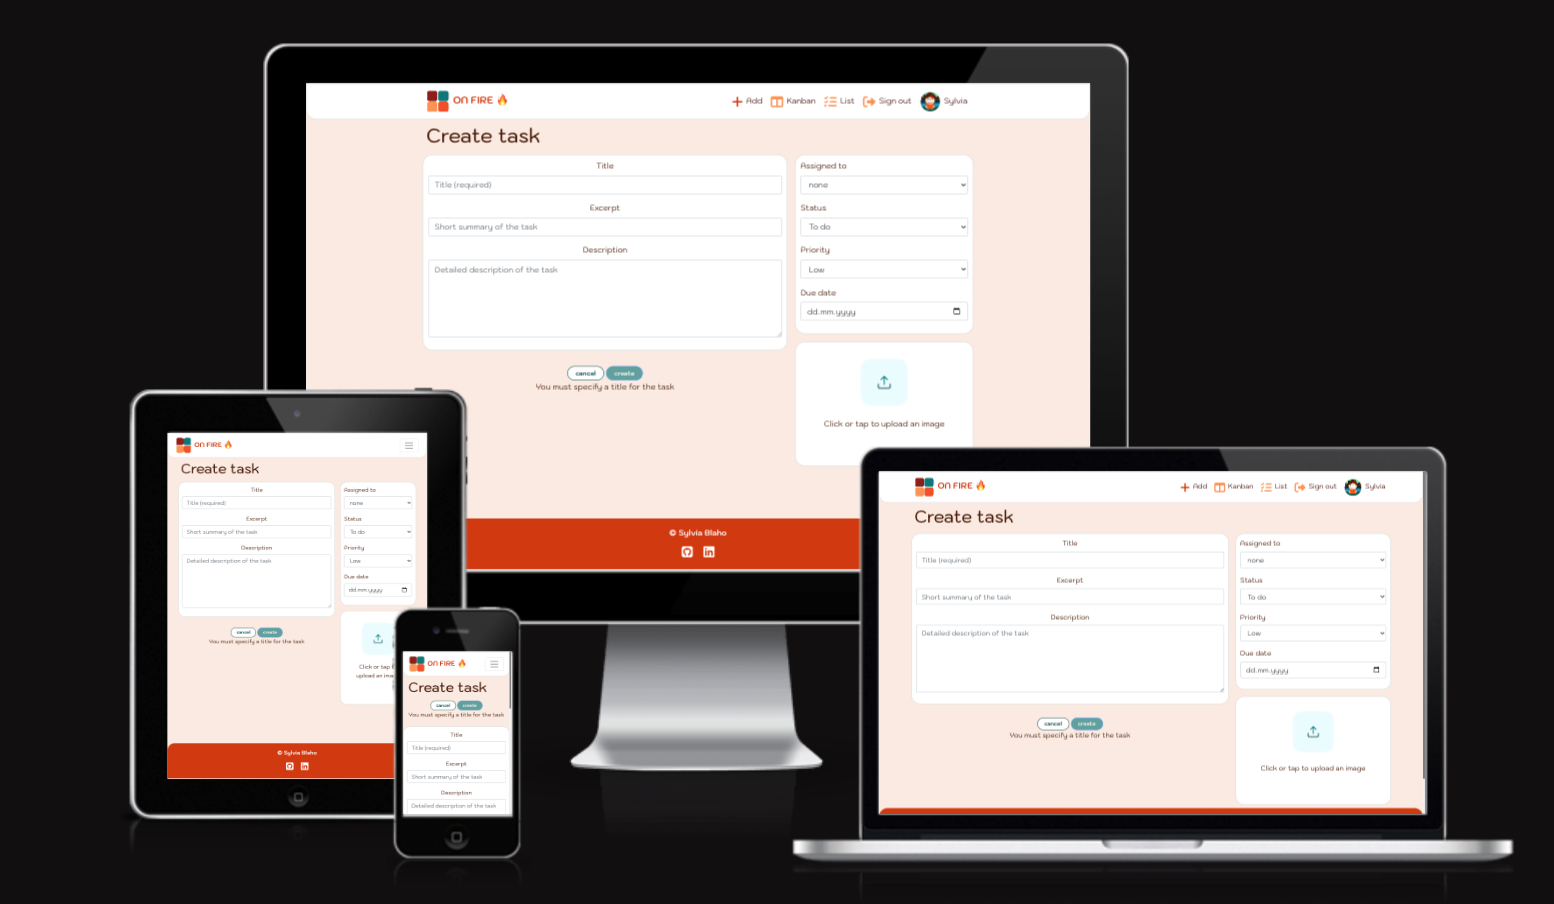 ON FIRE 🔥
Add Kanban List Sign out Sylvia
Create task
Title
Title (required)
Excerpt
Short summary of the task
Description
Detailed description of the task
cancel create
You must specify a title for the task
Assigned to
none
Status
To do
Priority
Low
Due date
dd.mm.yyyy
Click or tap to upload an image
© Sylvia Blaho
ON FIRE 🔥
Create task
Title
Title (required)
Excerpt
Short summary of the task
Description
Detailed description of the task
cancel create
You must specify a title for the task
Assigned to
none
Status
To do
Priority
Low
Due date
dd.mm.yyyy
Click or tap
upload an
© Sylvia Blaho
ON FIRE 🔥
Create task
cancel create
You must specify a title for the task
Title
Title (required)
Excerpt
Short summary of the task
Description
Detailed description of the task
ON FIRE 🔥
Add Kanban List Sign out Sylvia
Create task
Title
Title (required)
Excerpt
Short summary of the task
Description
Detailed description of the task
cancel create
You must specify a title for the task
Assigned to
none
Status
To do
Priority
Low
Due date
dd.mm.yyyy
Click or tap to upload an image